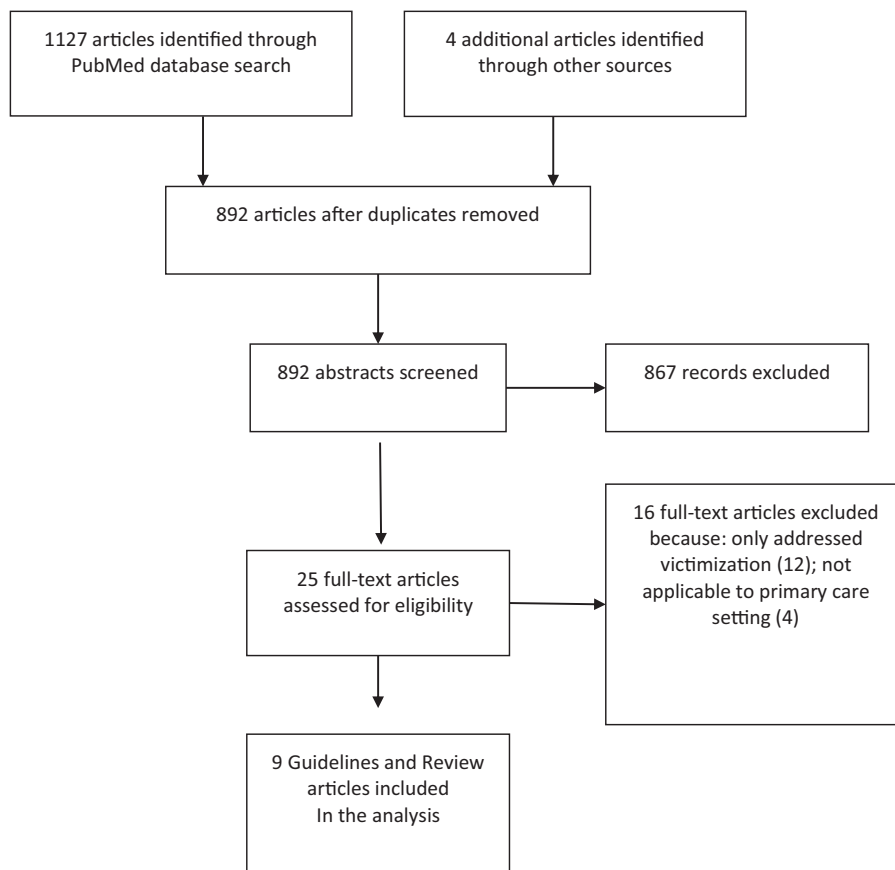 1127 articles identified through
PubMed database search
4 additional articles identified
through other sources
892 articles after duplicates removed
892 abstracts screened
867 records excluded
25 full-text articles
assessed for eligibility
16 full-text articles excluded
because: only addressed
victimization (12); not
applicable to primary care
setting (4)
9 Guidelines and Review
articles included
In the analysis